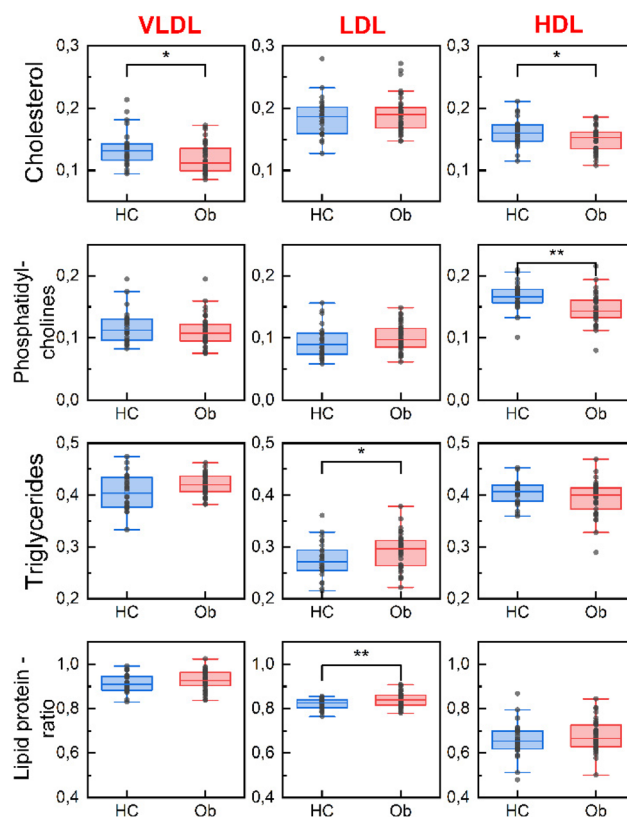 VLDL LDL HDL
Cholesterol
0,3 0,3 0,3
* *
0,2 0,2 0,2
0,1 0,1 0,1
HC Ob HC Ob HC Ob
Phosphatidyl-
cholines
0,2 0,2 0,2
**
0,1 0,1 0,1
0,0 0,0 0,0
HC Ob HC Ob HC Ob
Triglycerides
0,5 0,5 0,5
*
0,4 0,4 0,4
0,3 0,3 0,3
0,2 0,2 0,2
HC Ob HC Ob HC Ob
Lipid protein -
ratio
1,0 1,0 1,0
**
0,8 0,8 0,8
0,6 0,6 0,6
0,4 0,4 0,4
HC Ob HC Ob HC Ob